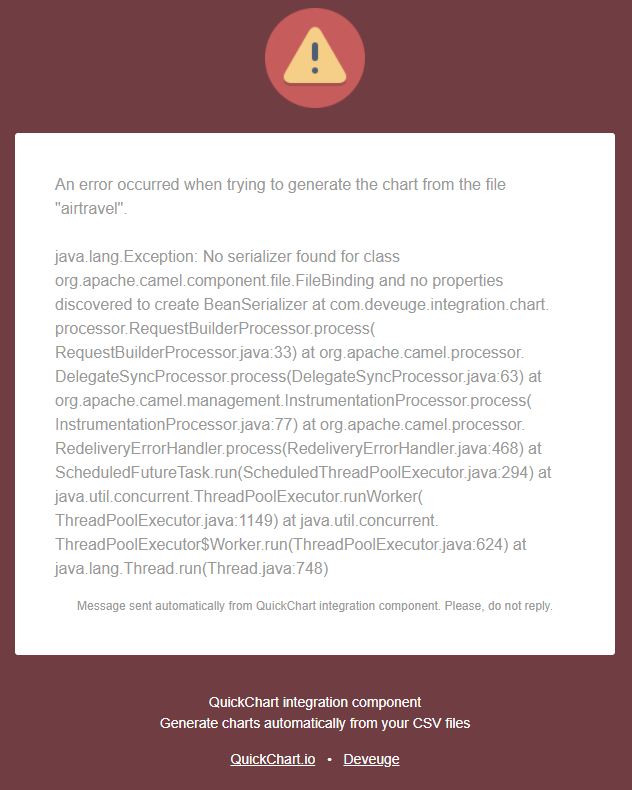 An error occurred when trying to generate the chart from the file
"airtravel".
java.lang.Exception: No serializer found for class
org.apache.camel.component.file.FileBinding and no properties
discovered to create BeanSerializer at com.deveuge.integration.chart.
processor.RequestBuilderProcessor.process(
RequestBuilderProcessor.java:33) at org.apache.camel.processor.
DelegateSyncProcessor.process(DelegateSyncProcessor.java:63) at
org.apache.camel.management.InstrumentationProcessor.process(
InstrumentationProcessor.java:77) at org.apache.camel.processor.
RedeliveryErrorHandler.process(RedeliveryErrorHandler.java:468) at
ScheduledFutureTask.run(ScheduledThreadPoolExecutor.java:294) at
java.util.concurrent.ThreadPoolExecutor.runWorker(
ThreadPoolExecutor.java:1149) at java.util.concurrent.
ThreadPoolExecutor$Worker.run(ThreadPoolExecutor.java:624) at
java.lang.Thread.run(Thread.java:748)
Message sent automatically from QuickChart integration component. Please, do not reply.
QuickChart integration component
Generate charts automatically from your CSV files
QuickChart.io • Deveuge